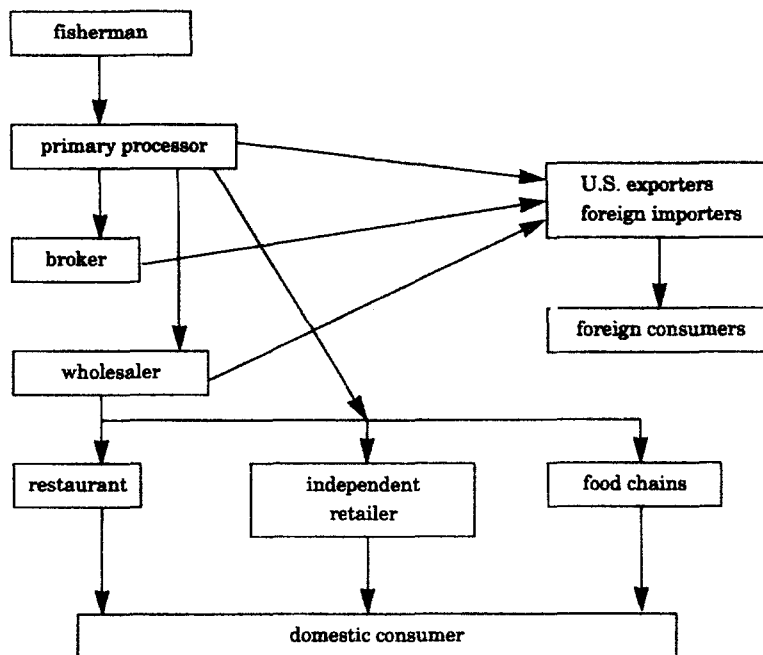 fisherman
primary processor
U.S. exporters
foreign importers
broker
foreign consumers
wholesaler
restaurant
independent
retailer
food chains
domestic consumer